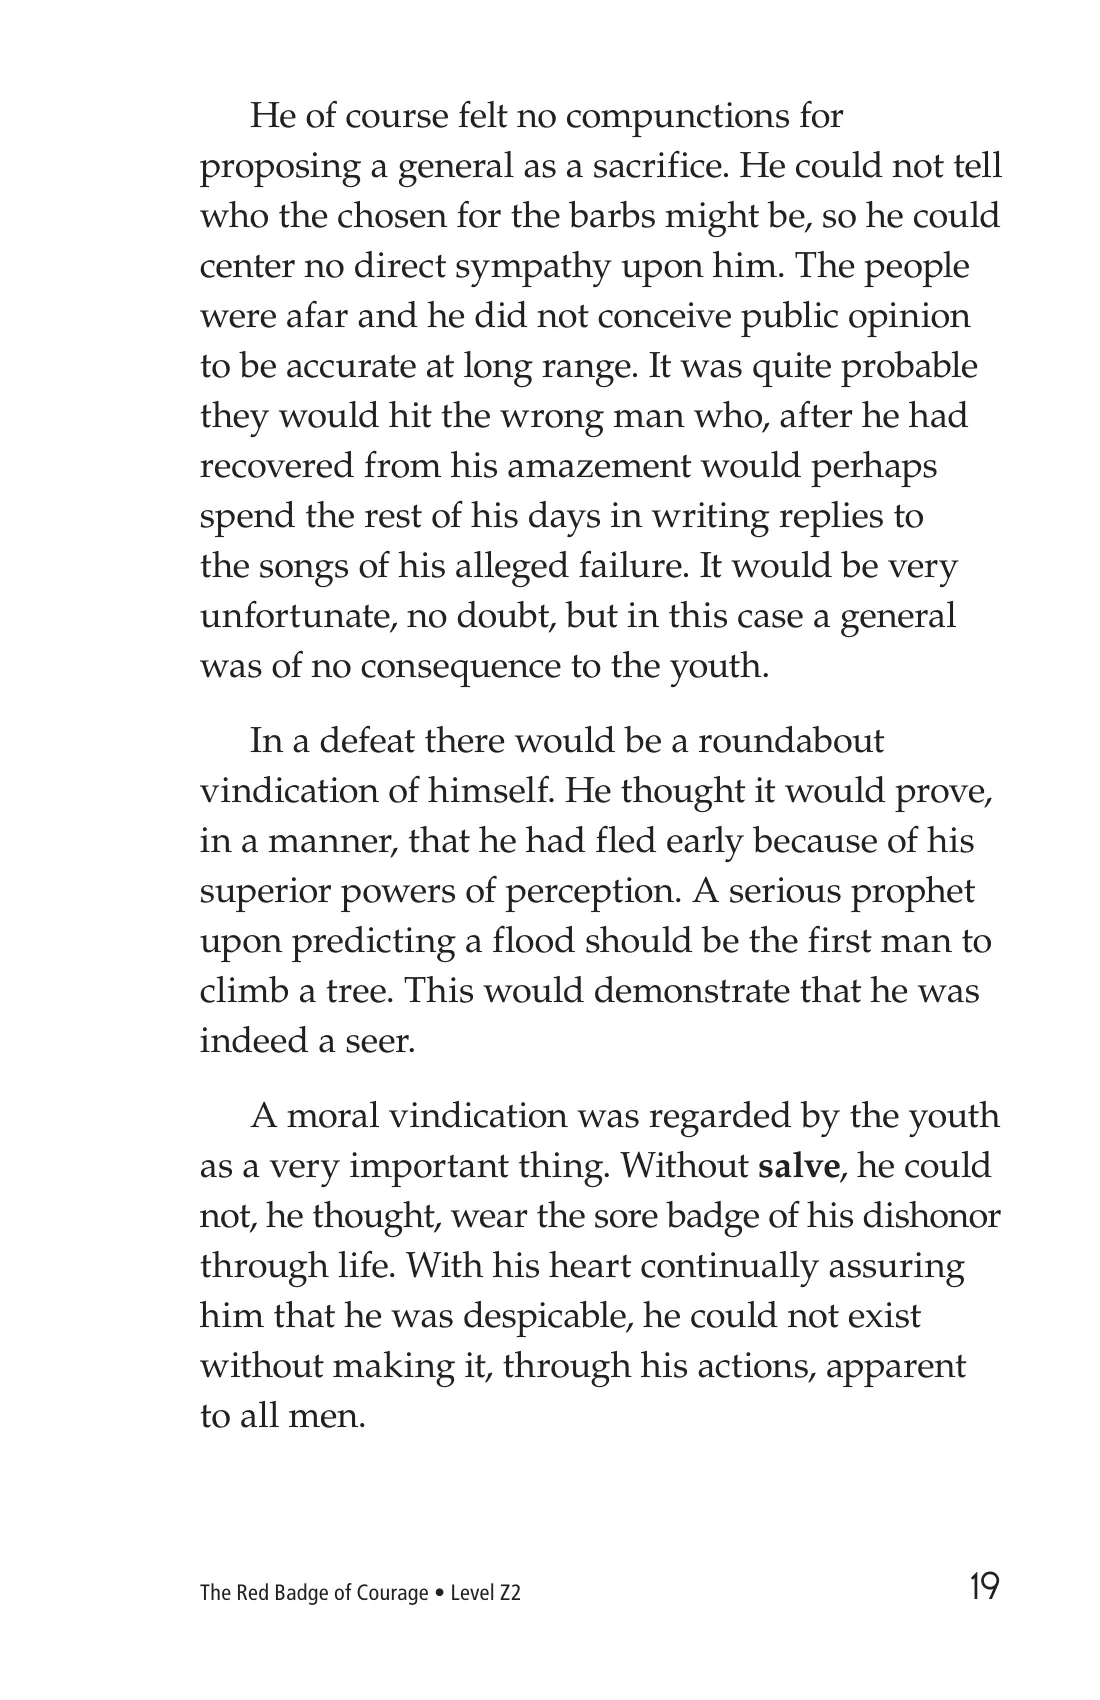 He of course felt no compunctions for
proposing a general as a sacrifice. He could not tell
who the chosen for the barbs might be, so he could
center no direct sympathy upon him. The people
were afar and he did not conceive public opinion
to be accurate at long range. It was quite probable
they would hit the wrong man who, after he had
recovered from his amazement would perhaps
spend the rest of his days in writing replies to
the songs of his alleged failure. It would be very
unfortunate, no doubt, but in this case a general
was of no consequence to the youth.
In a defeat there would be a roundabout
vindication of himself. He thought it would prove,
in a manner, that he had fled early because of his
superior powers of perception. A serious prophet
upon predicting a flood should be the first man to
climb a tree. This would demonstrate that he was
indeed a seer.
A moral vindication was regarded by the youth
as a very important thing. Without salve, he could
not, he thought, wear the sore badge of his dishonor
through life. With his heart continually assuring
him that he was despicable, he could not exist
without making it, through his actions, apparent
to all men.
The Red Badge of Courage • Level Z2 19